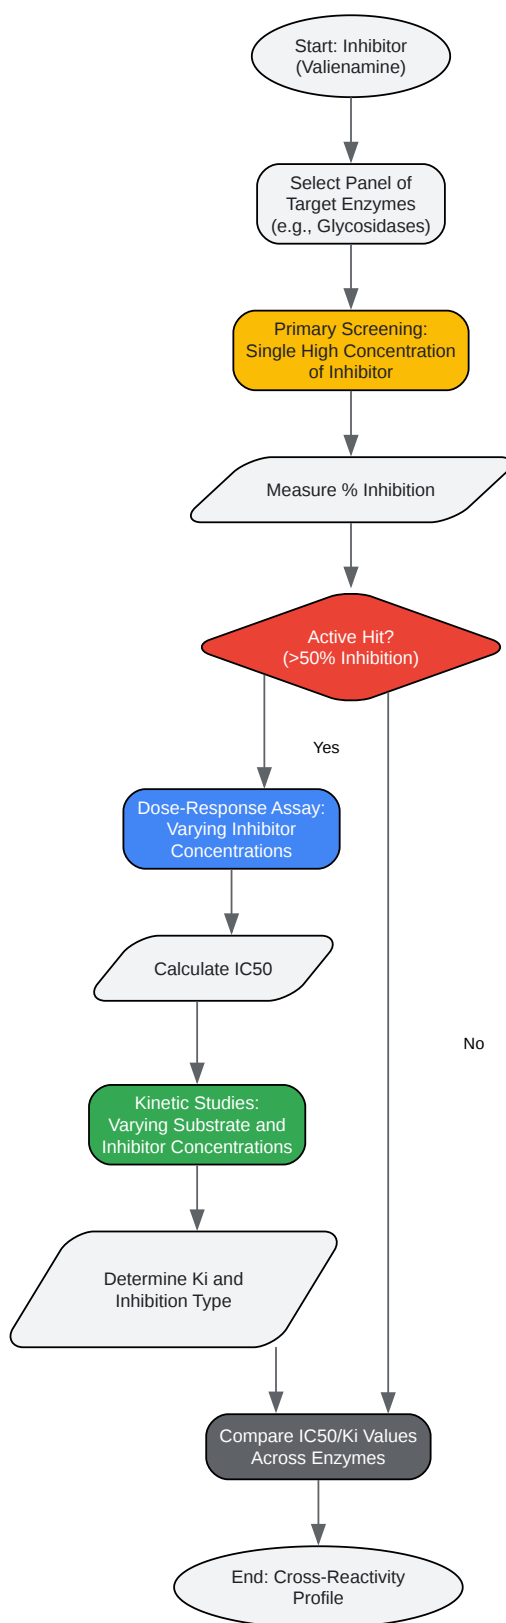 Start: Inhibitor
(Valienamine)
Select Panel of
Target Enzymes
(e.g., Glycosidases)
Primary Screening:
Single High Concentration
of Inhibitor
Measure % Inhibition
Active Hit?
(>50% Inhibition)
Yes
Dose-Response Assay:
Varying Inhibitor
Concentrations
Calculate IC50
No
Kinetic Studies:
Varying Substrate and
Inhibitor Concentrations
Determine Ki and
Inhibition Type
Compare IC50/Ki Values
Across Enzymes
End: Cross-Reactivity
Profile